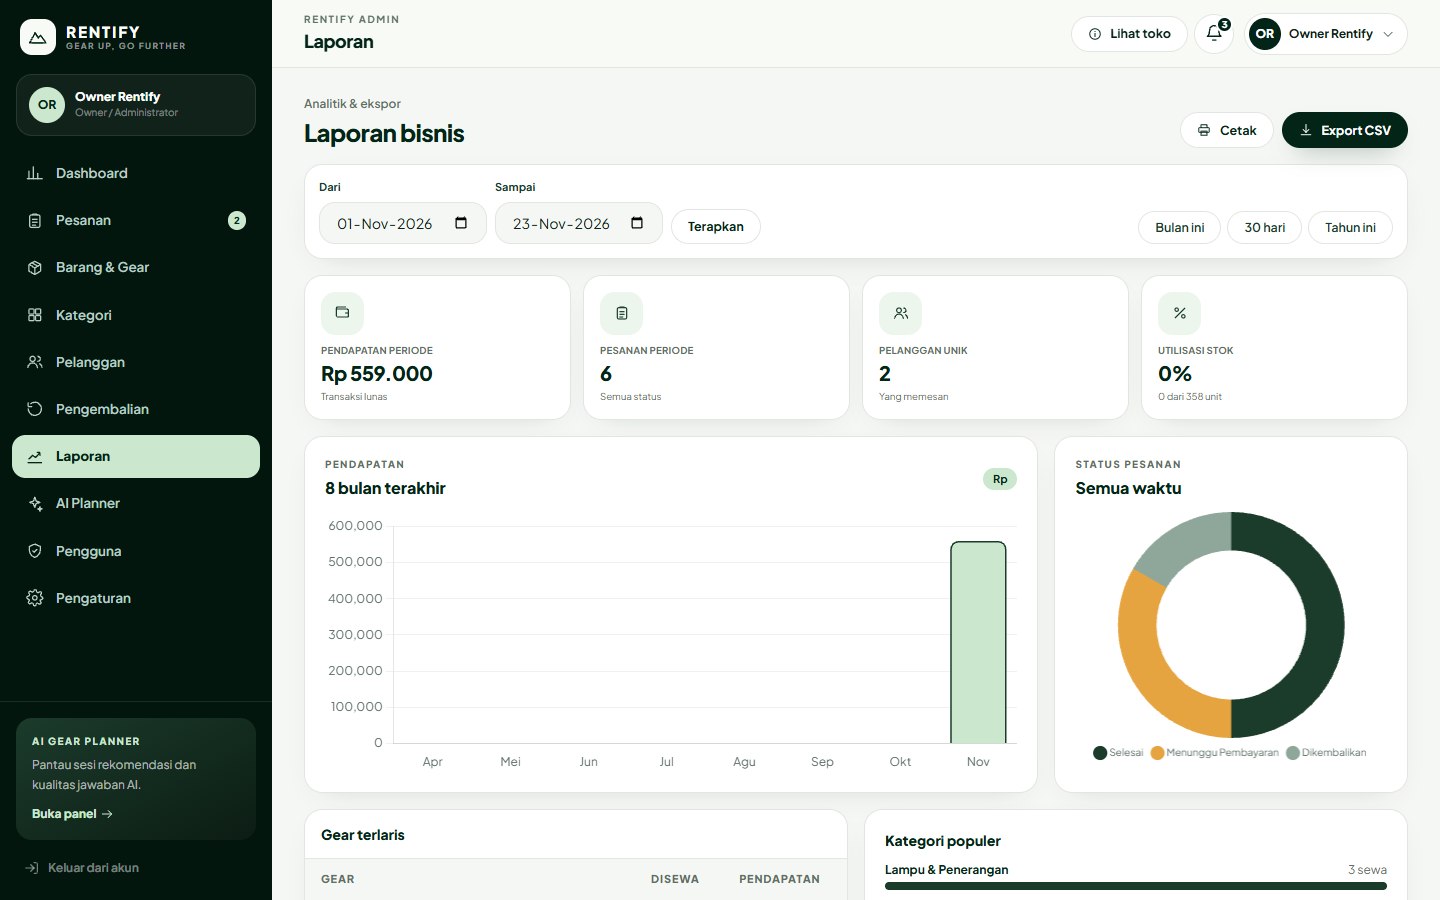 RENTIFY
GEAR UP, GO FURTHER
OR
Owner Rentify
Owner / Administrator
Dashboard
Pesanan
2
Barang & Gear
Kategori
Pelanggan
Pengembalian
Laporan
AI Planner
Pengguna
Pengaturan
AI GEAR PLANNER
Pantau sesi rekomendasi dan
kualitas jawaban AI.
Buka panel →
Keluar dari akun
RENTIFY ADMIN
Laporan
Lihat toko
3
OR
Owner Rentify
Analitik & ekspor
Laporan bisnis
Cetak
Export CSV
Dari
Sampai
01-Nov-2026
23-Nov-2026
Terapkan
Bulan ini
30 hari
Tahun ini
PENDAPATAN PERIODE
Rp 559.000
Transaksi lunas
PESANAN PERIODE
6
Semua status
PELANGGAN UNIK
2
Yang memesan
UTILISASI STOK
0%
0 dari 358 unit
PENDAPATAN
8 bulan terakhir
Rp
600,000
500,000
400,000
300,000
200,000
100,000
0
Apr Mei Jun Jul Agu Sep Okt Nov
STATUS PESANAN
Semua waktu
Selesai Menunggu Pembayaran Dikembalikan
Gear terlaris
GEAR DISEWA PENDAPATAN
Kategori populer
Lampu & Penerangan 3 sewa